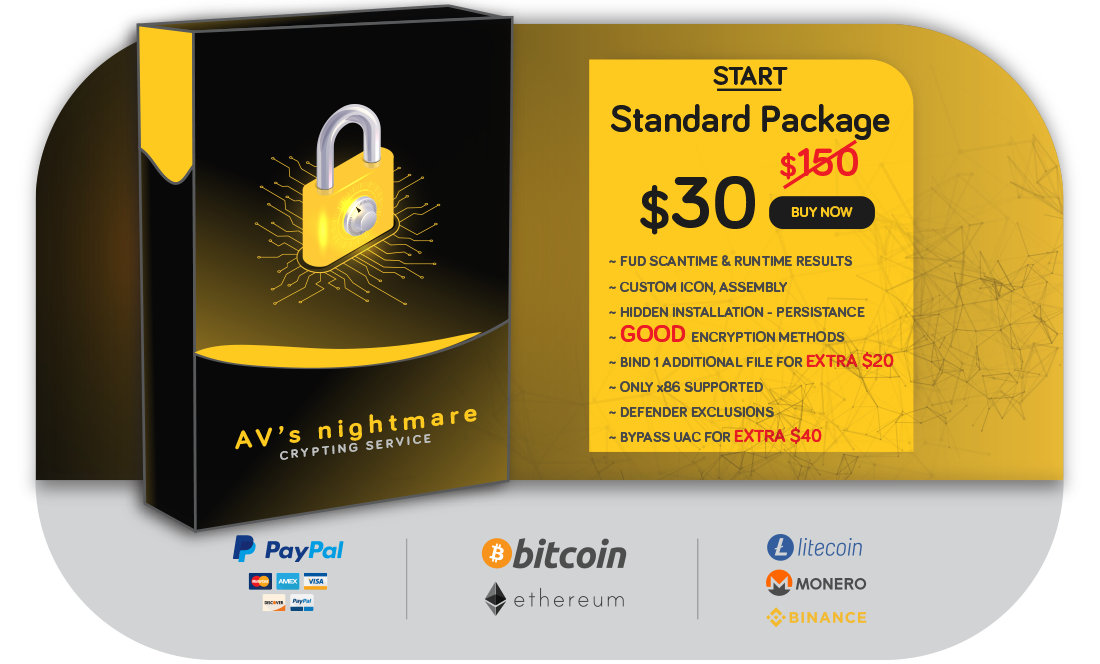 START
Standard Package
$150
$30
BUY NOW
~ FUD SCANTIME & RUNTIME RESULTS
~ CUSTOM ICON, ASSEMBLY
~ HIDDEN INSTALLATION - PERSISTANCE
~ GOOD ENCRYPTION METHODS
~ BIND 1 ADDITIONAL FILE FOR EXTRA $20
~ ONLY x86 SUPPORTED
~ DEFENDER EXCLUSIONS
~ BYPASS UAC FOR EXTRA $40
AV's nightmare
CRYPTING SERVICE
PayPal
AMEX VISA
DISCOVER PayPal
bitcoin
ethereum
litecoin
MONERO
BINANCE